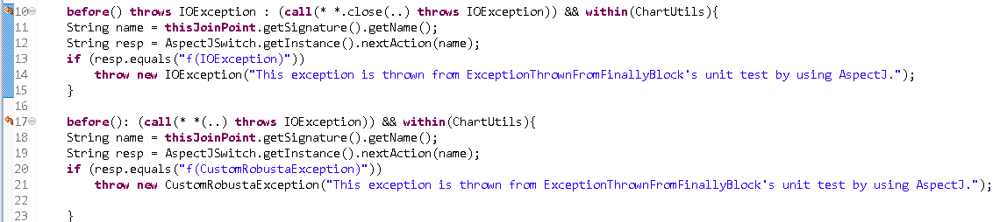 10 before() throws IOException : (call(* *.close(..) throws IOException)) && within(ChartUtils){
11 String name = thisJoinPoint.getSignature().getName();
12 String resp = AspectJSwitch.getInstance().nextAction(name);
13 if (resp.equals("f(IOException)"))
14 throw new IOException("This exception is thrown from ExceptionThrownFromFinallyBlock's unit test by using AspectJ.");
15 }
16
17 before(): (call(* *(..) throws IOException)) && within(ChartUtils){
18 String name = thisJoinPoint.getSignature().getName();
19 String resp = AspectJSwitch.getInstance().nextAction(name);
20 if (resp.equals("f(CustomRobustaException)"))
21 throw new CustomRobustaException("This exception is thrown from ExceptionThrownFromFinallyBlock's unit test by using AspectJ.");
22
23 }